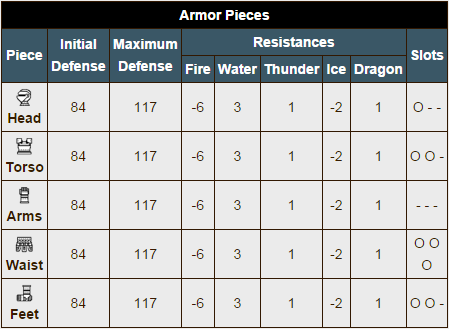 Armor Pieces
Piece Initial Defense Maximum Defense Resistances Slots
Fire Water Thunder Ice Dragon
Head 84 117 -6 3 1 -2 1 O - -
Torso 84 117 -6 3 1 -2 1 O O -
Arms 84 117 -6 3 1 -2 1 - - -
Waist 84 117 -6 3 1 -2 1 O O O
Feet 84 117 -6 3 1 -2 1 O O -